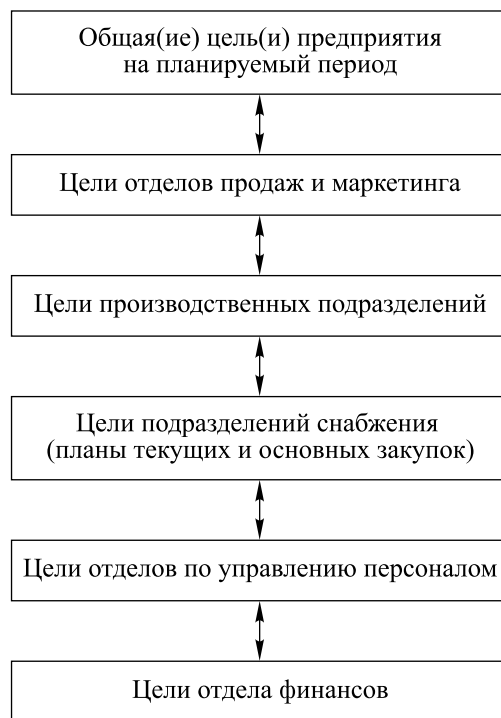 Общая(ие) цель(и) предприятия
на планируемый период
Цели отделов продаж и маркетинга
Цели производственных подразделений
Цели подразделений снабжения
(планы текущих и основных закупок)
Цели отделов по управлению персоналом
Цели отдела финансов